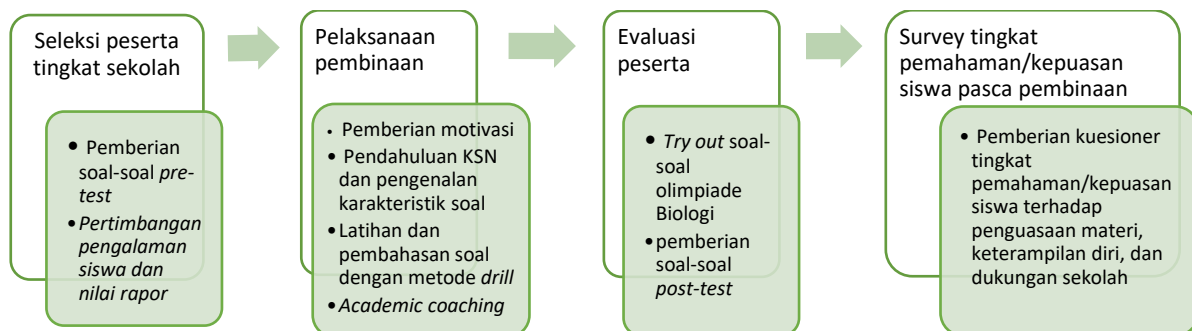 Seleksi peserta
tingkat sekolah
• Pemberian
soal-soal pre-
test
• Pertimbangan
pengalaman
siswa dan
nilai rapor
Pelaksanaan
pembinaan
• Pemberian motivasi
• Pendahuluan KSN
dan pengenalan
karakteristik soal
• Latihan dan
pembahasan soal
dengan metode drill
• Academic coaching
Evaluasi
peserta
• Try out soal-
soal
olimpiade
Biologi
• pemberian
soal-soal
post-test
Survey tingkat
pemahaman/kepuasan
siswa pasca pembinaan
• Pemberian kuesioner
tingkat
pemahaman/kepuasan
siswa terhadap
penguasaan materi,
keterampilan diri, dan
dukungan sekolah